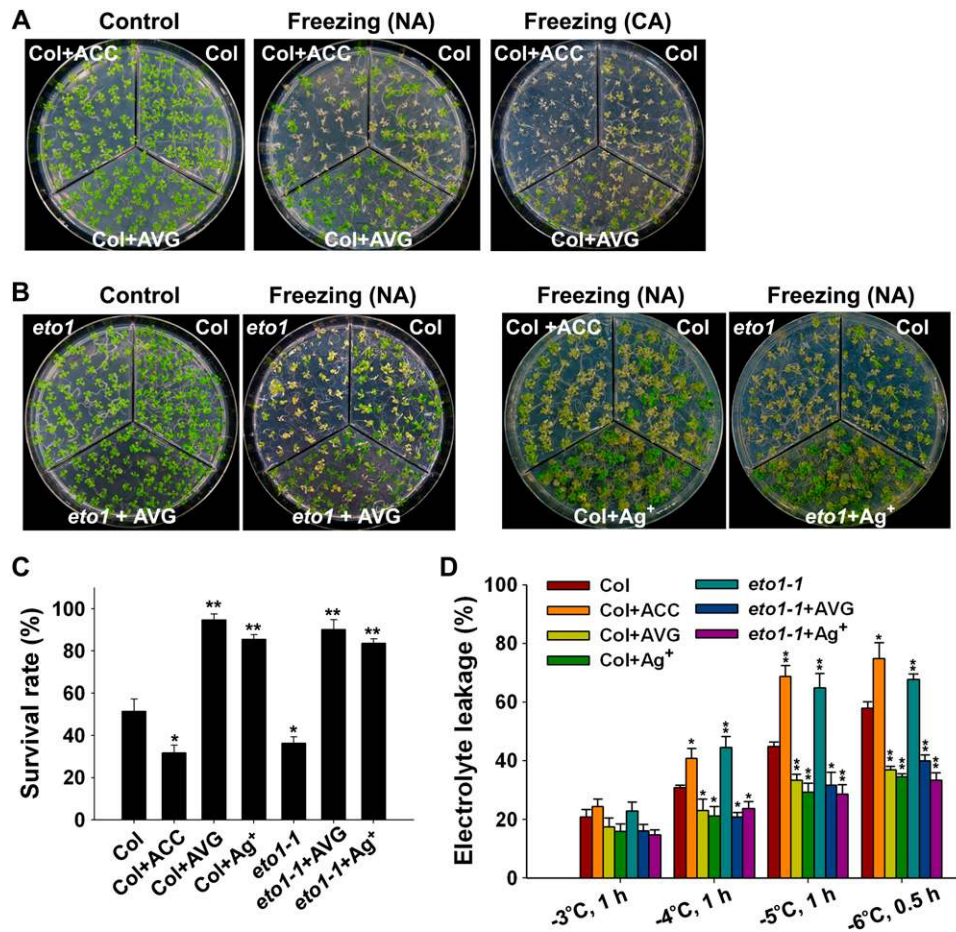 A
Control
Freezing (NA)
Freezing (CA)
Col+ACC
Col
Col+AVG
Col+ACC
Col
Col+AVG
Col+ACC
Col
Col+AVG
B
Control
Freezing (NA)
Freezing (NA)
Freezing (NA)
eto1
Col
eto1 + AVG
eto1
Col
eto1 + AVG
Col +ACC
Col
Col+Ag⁺
eto1
Col
eto1+Ag⁺
C
Survival rate (%)
100
80
60
40
20
0
*
**
**
*
**
**
Col
Col+ACC
Col+AVG
Col+Ag⁺
eto1-1
eto1-1+AVG
eto1-1+Ag⁺
D
Electrolyte leakage (%)
100
80
60
40
20
0
Col
Col+ACC
Col+AVG
Col+Ag⁺
eto1-1
eto1-1+AVG
eto1-1+Ag⁺
*
**
*
*
*
*
**
**
**
**
*
**
*
**
**
**
**
**
-3°C, 1 h
-4°C, 1 h
-5°C, 1 h
-6°C, 0.5 h